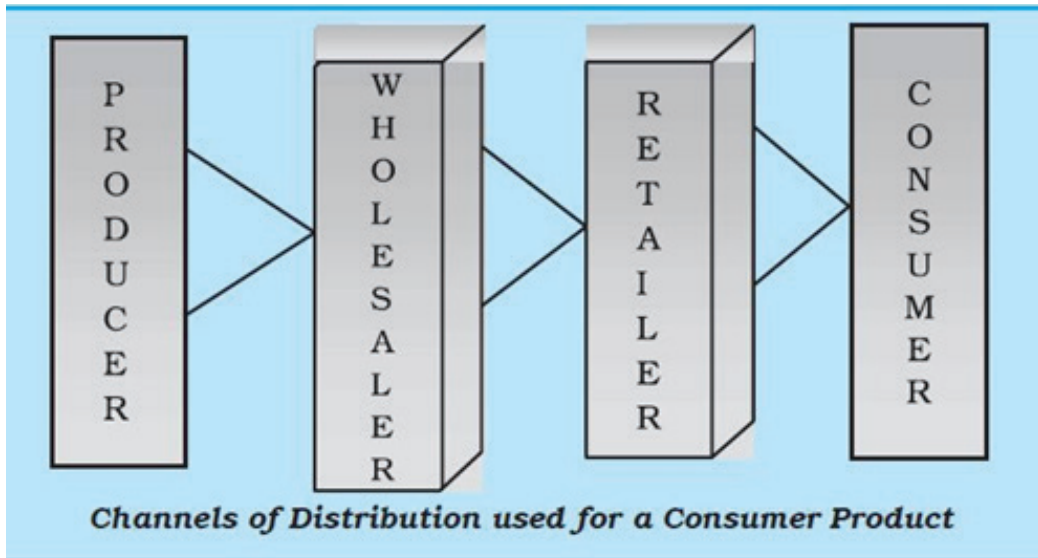 PRODUCER
WHOLESALER
RETAILER
CONSUMER
Channels of Distribution used for a Consumer Product